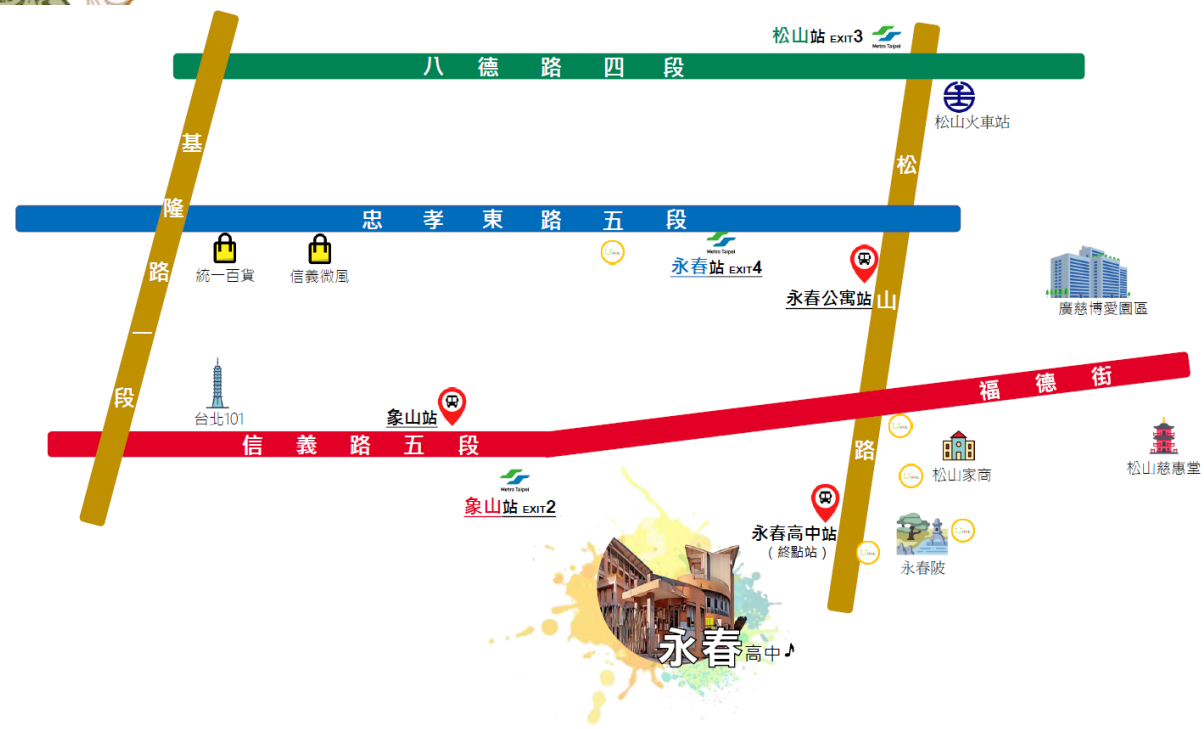 松山站 EXIT3
Metro Taipei
八德路四段
松山火車站
基隆路一段
松山路
忠孝東路五段
統一百貨
信義微風
Metro Taipei
永春站 EXIT4
永春公寓站
廣慈博愛園區
福德街
台北101
象山站
信義路五段
松山家商
松山慈惠堂
Metro Taipei
象山站 EXIT2
永春高中站
(終點站)
永春陂
永春高中